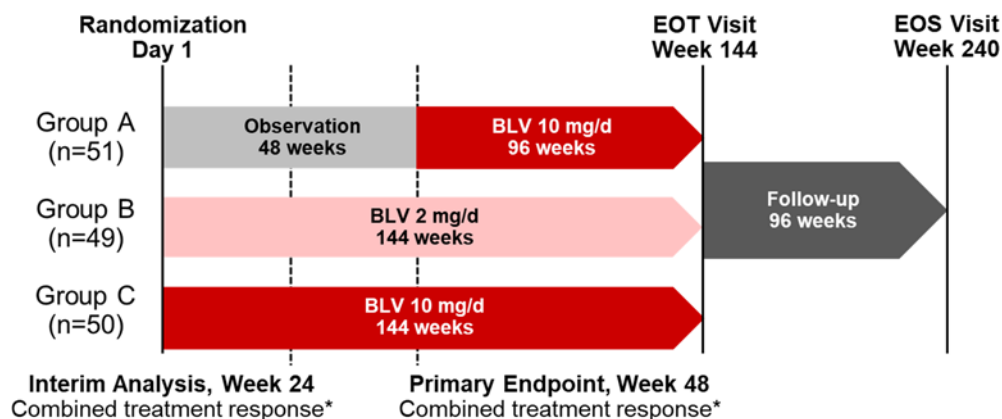 Randomization
Day 1
EOT Visit
Week 144
EOS Visit
Week 240
Group A
(n=51)
Observation
48 weeks
BLV 10 mg/d
96 weeks
Group B
(n=49)
BLV 2 mg/d
144 weeks
Follow-up
96 weeks
Group C
(n=50)
BLV 10 mg/d
144 weeks
Interim Analysis, Week 24
Combined treatment response*
Primary Endpoint, Week 48
Combined treatment response*